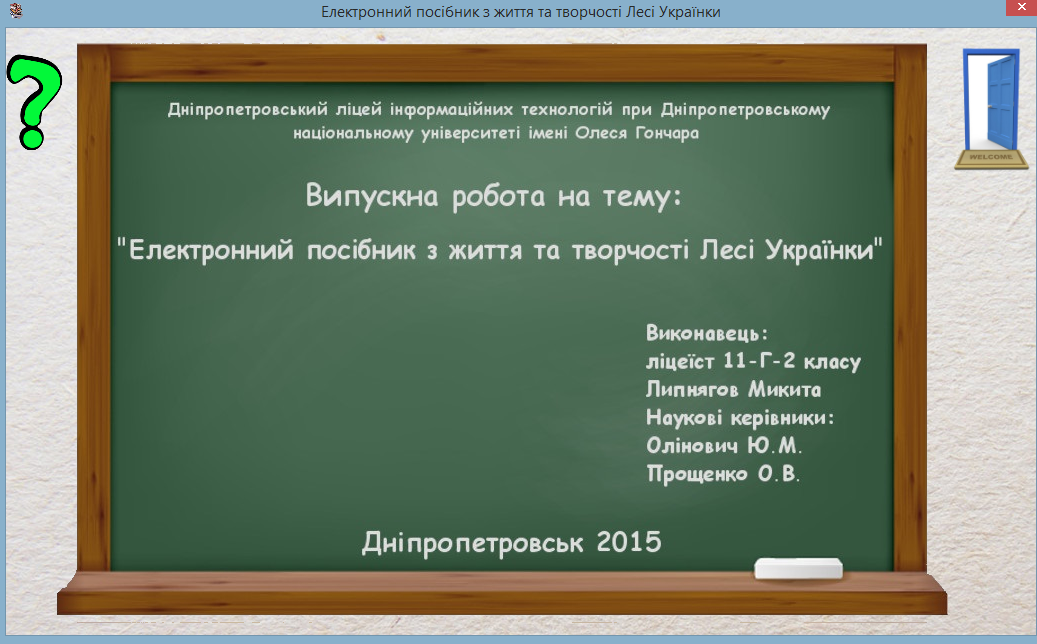 Електронний посібник з життя та творчості Лесі Українки
Дніпропетровський ліцей інформаційних технологій при Дніпропетровському
національному університеті імені Олеся Гончара
Випускна робота на тему:
"Електронний посібник з життя та творчості Лесі Українки"
Виконавець:
ліцеїст 11-Г-2 класу
Липнягов Микита
Наукові керівники:
Олінович Ю.М.
Прощенко О.В.
Дніпропетровськ 2015
WELCOME